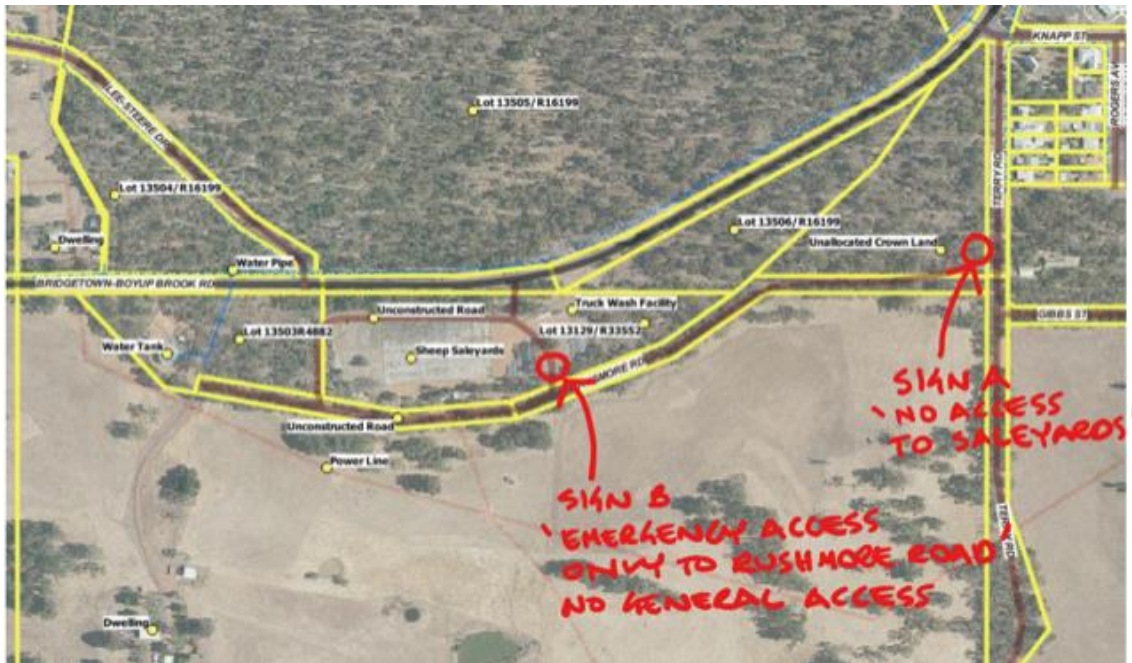 KNAPP ST
ROGERS AV
LEE-STEERE DR
Lot 13505/R16199
TERRY RD
Lot 13504/R16199
Lot 13506/R16199
Dwelling
Unallocated Crown Land
Water Pipe
BRIDGETOWN-BOYUP BROOK RD
Unconstructed Road
Truck Wash Facility
GIBBS ST
Lot 13503R4882
Lot 13129/R33552
Water Tank
Sheep Saleyards
SMORE RD
SIGN A
'NO ACCESS
TO SALEYARDS
Unconstructed Road
Power Line
SIGN B
'EMERGENCY ACCESS
ONLY TO RUSHMORE ROAD
NO GENERAL ACCESS
Dwelling